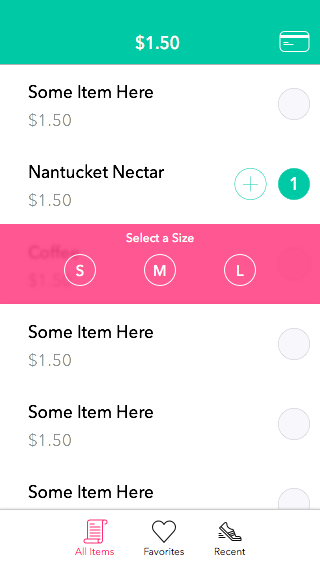 $1.50
Some Item Here
$1.50
Nantucket Nectar
$1.50
1
Select a Size
Coffee
$1.50
S M L
Some Item Here
$1.50
Some Item Here
$1.50
Some Item Here
All Items Favorites Recent